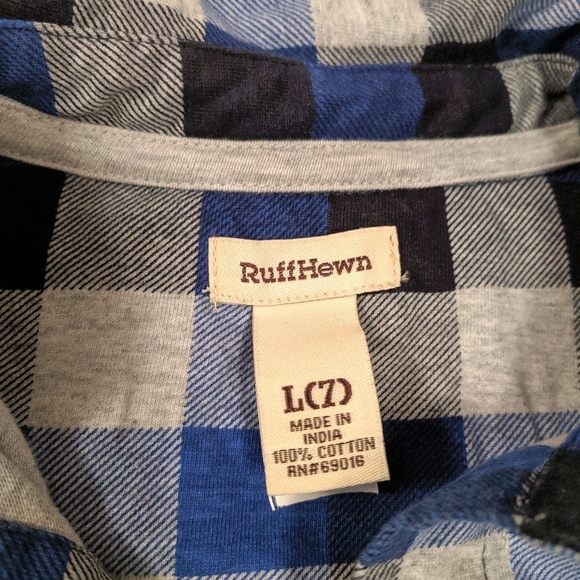 RuffHewn
L(7)
MADE IN
INDIA
100% COTTON
RN#69016